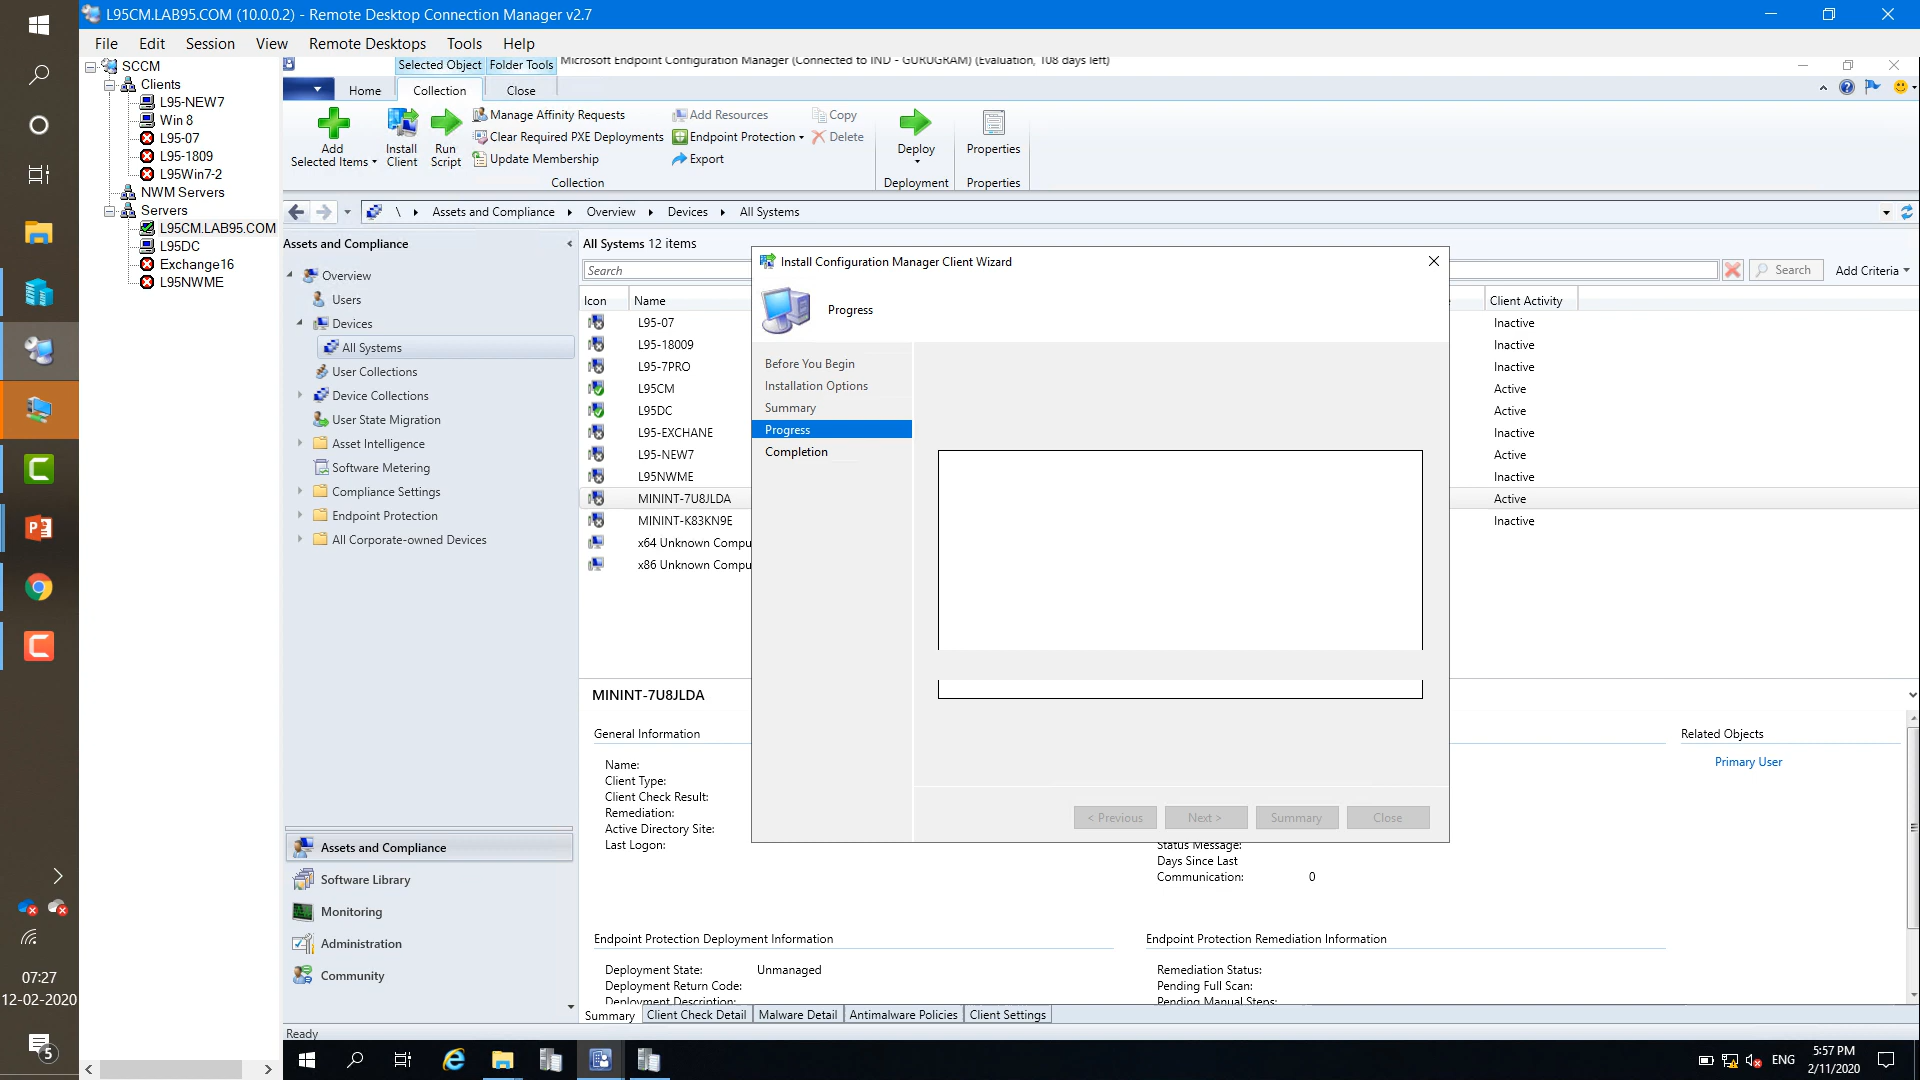 L95CM.LAB95.COM (10.0.0.2) - Remote Desktop Connection Manager v2.7
File Edit Session View Remote Desktops Tools Help
SCCM
Clients
L95-NEW7
Win 8
L95-07
L95-1809
L95Win7-2
NWM Servers
Servers
L95CM.LAB95.COM
L95DC
Exchange16
L95NWME
Selected Object Folder Tools Microsoft Endpoint Configuration Manager (Connected to IND - GURUGRAM) (Evaluation, 108 days left)
Home Collection Close
Add Selected Items
Install Client
Run Script
Manage Affinity Requests
Clear Required PXE Deployments
Update Membership
Add Resources
Endpoint Protection
Export
Copy
Delete
Collection
Deploy
Deployment
Properties
Properties
\ Assets and Compliance Overview Devices All Systems
Assets and Compliance
Overview
Users
Devices
All Systems
User Collections
Device Collections
User State Migration
Asset Intelligence
Software Metering
Compliance Settings
Endpoint Protection
All Corporate-owned Devices
Assets and Compliance
Software Library
Monitoring
Administration
Community
All Systems 12 items
Search
Search
Add Criteria
Icon Name Client Activity
L95-07 Inactive
L95-18009 Inactive
L95-7PRO Inactive
L95CM Active
L95DC Active
L95-EXCHANE Inactive
L95-NEW7 Active
L95NWME Inactive
MININT-7U8JLDA Active
MININT-K83KN9E Inactive
x64 Unknown Compu
x86 Unknown Compu
Install Configuration Manager Client Wizard
Progress
Before You Begin
Installation Options
Summary
Progress
Completion
< Previous Next > Summary Close
MININT-7U8JLDA
General Information
Name:
Client Type:
Client Check Result:
Remediation:
Active Directory Site:
Last Logon:
Status Message:
Days Since Last
Communication: 0
Related Objects
Primary User
Endpoint Protection Deployment Information
Deployment State: Unmanaged
Deployment Return Code:
Deployment Description:
Endpoint Protection Remediation Information
Remediation Status:
Pending Full Scan:
Pending Manual Steps:
Summary Client Check Detail Malware Detail Antimalware Policies Client Settings
Ready
07:27
12-02-2020
5
ENG
5:57 PM
2/11/2020